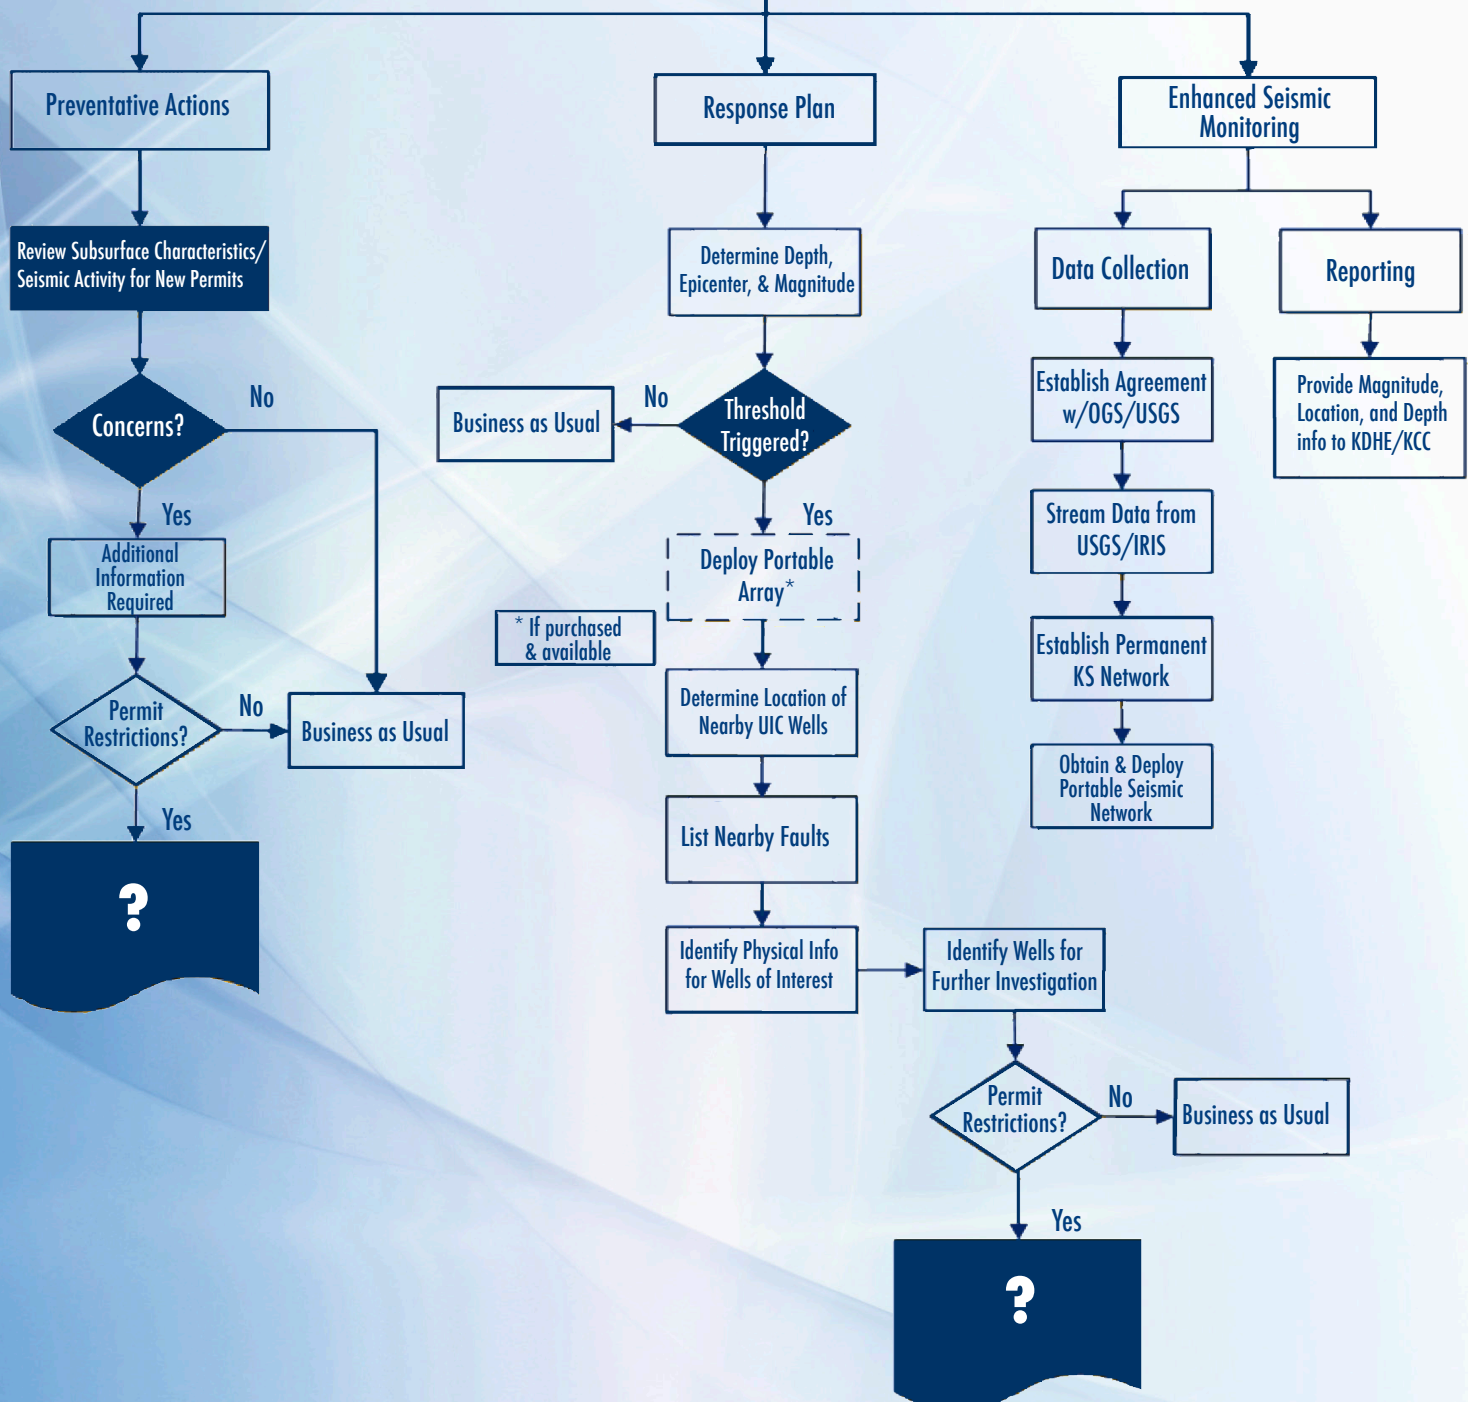 Preventative Actions
Review Subsurface Characteristics/
Seismic Activity for New Permits
Concerns?
No
Yes
Additional
Information
Required
Permit
Restrictions?
No
Business as Usual
Yes
?
Response Plan
Determine Depth,
Epicenter, & Magnitude
Threshold
Triggered?
No
Business as Usual
Yes
Deploy Portable
Array*
* If purchased
& available
Determine Location of
Nearby UIC Wells
List Nearby Faults
Identify Physical Info
for Wells of Interest
Identify Wells for
Further Investigation
Permit
Restrictions?
No
Business as Usual
Yes
?
Enhanced Seismic
Monitoring
Data Collection
Establish Agreement
w/OGS/USGS
Stream Data from
USGS/IRIS
Establish Permanent
KS Network
Obtain & Deploy
Portable Seismic
Network
Reporting
Provide Magnitude,
Location, and Depth
info to KDHE/KCC